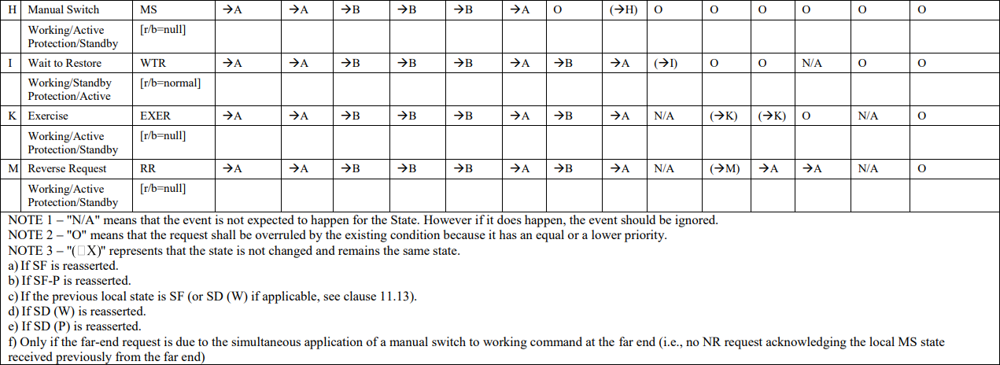 H Manual Switch MS →A →A →B →B →B →A O (→H) O O O O O O
Working/Active [r/b=null]
Protection/Standby
I Wait to Restore WTR →A →A →B →B →B →A →B →A (→I) O O N/A O O
Working/Standby [r/b=normal]
Protection/Active
K Exercise EXER →A →A →B →B →B →A →B →A N/A (→K) (→K) O N/A O
Working/Active [r/b=null]
Protection/Standby
M Reverse Request RR →A →A →B →B →B →A →B →A N/A (→M) →A →A N/A O
Working/Active [r/b=null]
Protection/Standby
NOTE 1 – "N/A" means that the event is not expected to happen for the State. However if it does happen, the event should be ignored.
NOTE 2 – "O" means that the request shall be overruled by the existing condition because it has an equal or a lower priority.
NOTE 3 – "(□X)" represents that the state is not changed and remains the same state.
a) If SF is reasserted.
b) If SF-P is reasserted.
c) If the previous local state is SF (or SD (W) if applicable, see clause 11.13).
d) If SD (W) is reasserted.
e) If SD (P) is reasserted.
f) Only if the far-end request is due to the simultaneous application of a manual switch to working command at the far end (i.e., no NR request acknowledging the local MS state
received previously from the far end)